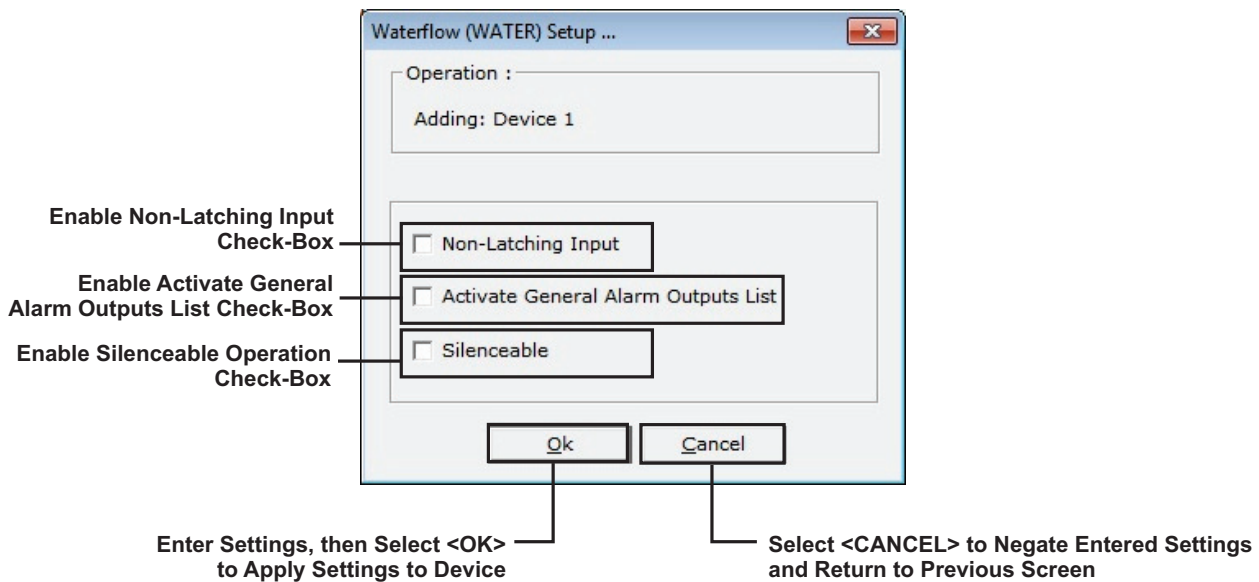 Waterflow (WATER) Setup ...
Operation :
Adding: Device 1
Enable Non-Latching Input
Check-Box
Non-Latching Input
Enable Activate General
Alarm Outputs List Check-Box
Activate General Alarm Outputs List
Enable Silenceable Operation
Check-Box
Silenceable
Ok
Cancel
Enter Settings, then Select <OK>
to Apply Settings to Device
Select <CANCEL> to Negate Entered Settings
and Return to Previous Screen